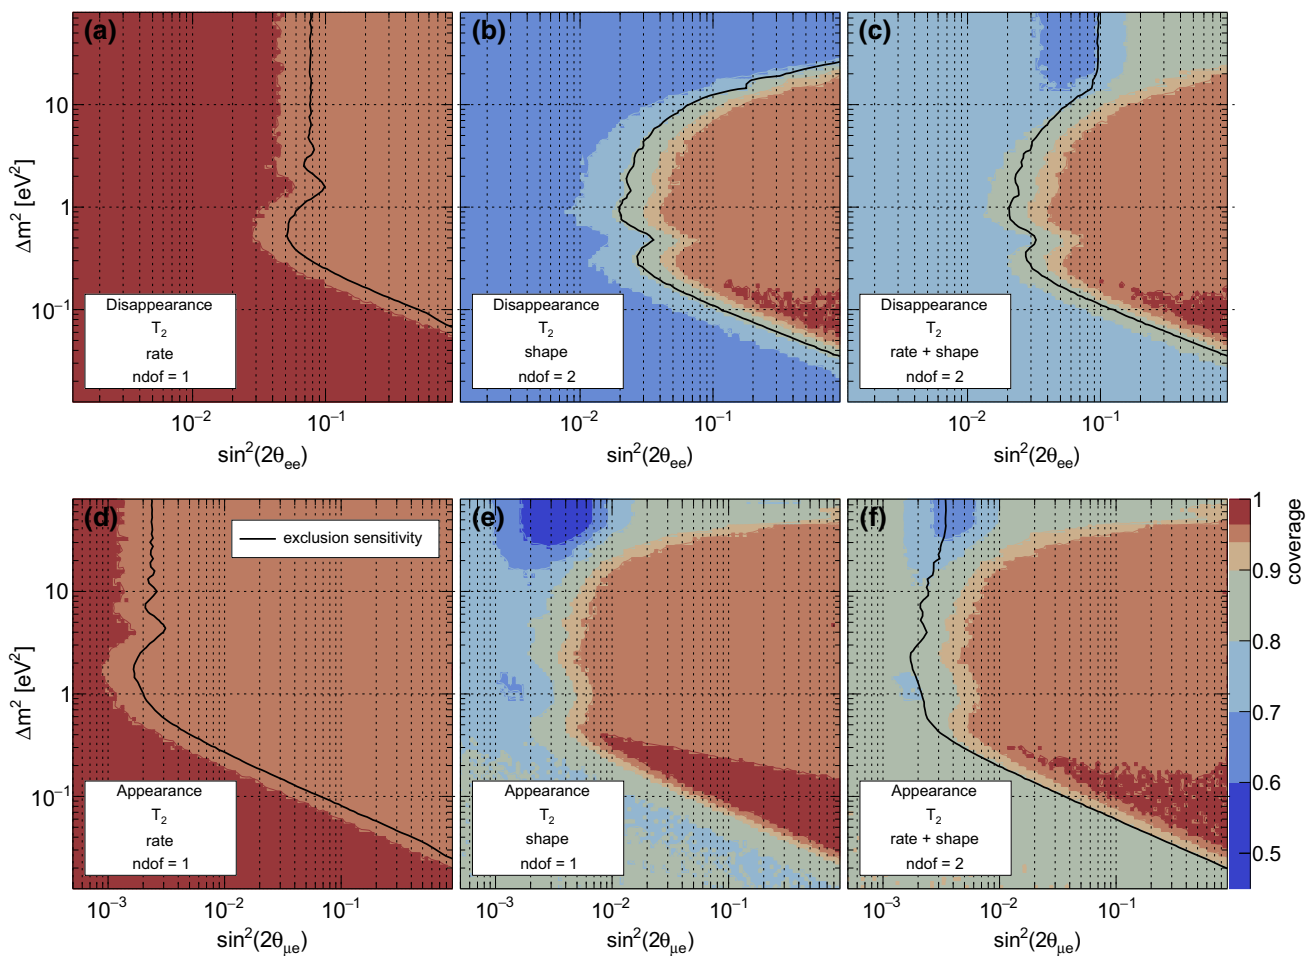 (a)
(b)
(c)
10
1
10⁻¹
Δm² [eV²]
Disappearance
T₂
rate
ndof = 1
Disappearance
T₂
shape
ndof = 2
Disappearance
T₂
rate + shape
ndof = 2
10⁻² 10⁻¹
10⁻² 10⁻¹
10⁻² 10⁻¹
sin²(2θₑₑ)
sin²(2θₑₑ)
sin²(2θₑₑ)
(d)
(e)
(f)
exclusion sensitivity
10
1
10⁻¹
Δm² [eV²]
Appearance
T₂
rate
ndof = 1
Appearance
T₂
shape
ndof = 1
Appearance
T₂
rate + shape
ndof = 2
10⁻³ 10⁻² 10⁻¹
10⁻³ 10⁻² 10⁻¹
10⁻³ 10⁻² 10⁻¹
sin²(2θμₑ)
sin²(2θμₑ)
sin²(2θμₑ)
1
0.9
0.8
0.7
0.6
0.5
coverage